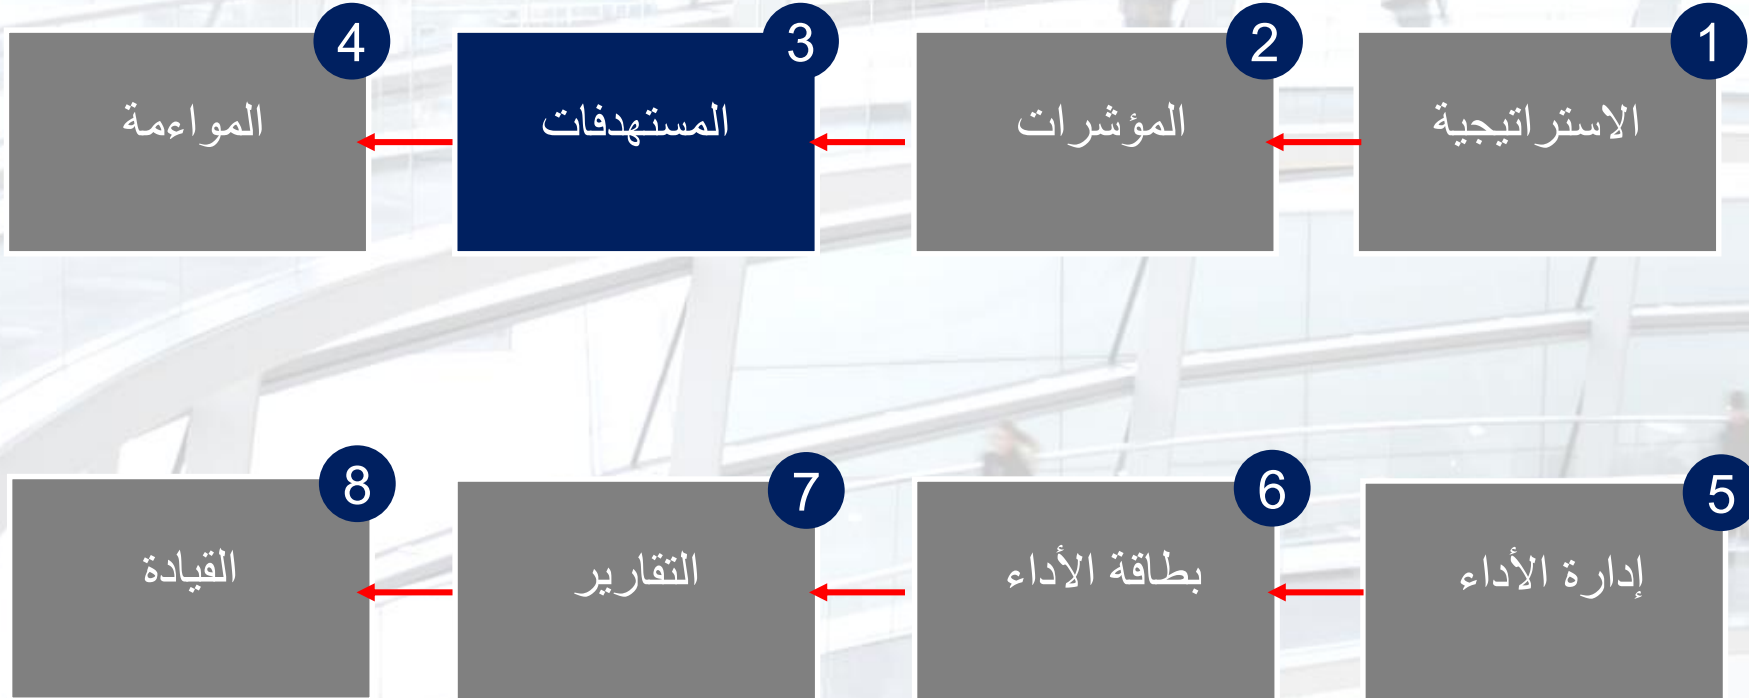 1
الاستراتيجية
2
المؤشرات
3
المستهدفات
4
المواءمة
5
إدارة الأداء
6
بطاقة الأداء
7
التقارير
8
القيادة